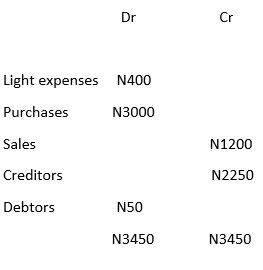 Dr Cr
Light expenses N400
Purchases N3000
Sales N1200
Creditors N2250
Debtors N50
N3450 N3450